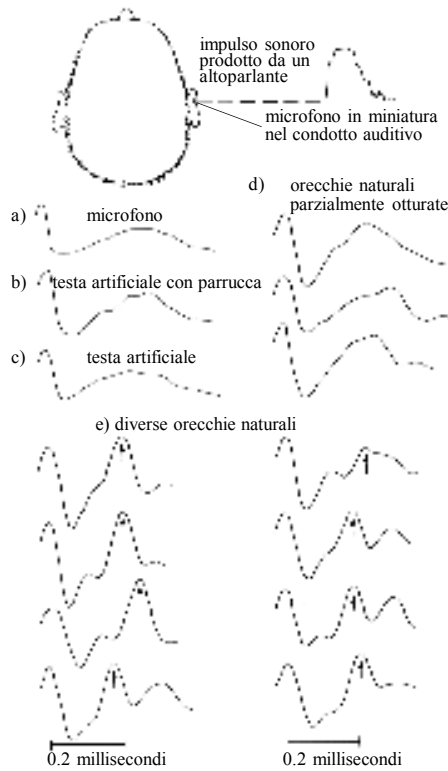 impulso sonoro
prodotto da un
altoparlante
microfono in miniatura
nel condotto auditivo
d) orecchie naturali
parzialmente otturate
a) microfono
b) testa artificiale con parrucca
c) testa artificiale
e) diverse orecchie naturali
0.2 millisecondi
0.2 millisecondi